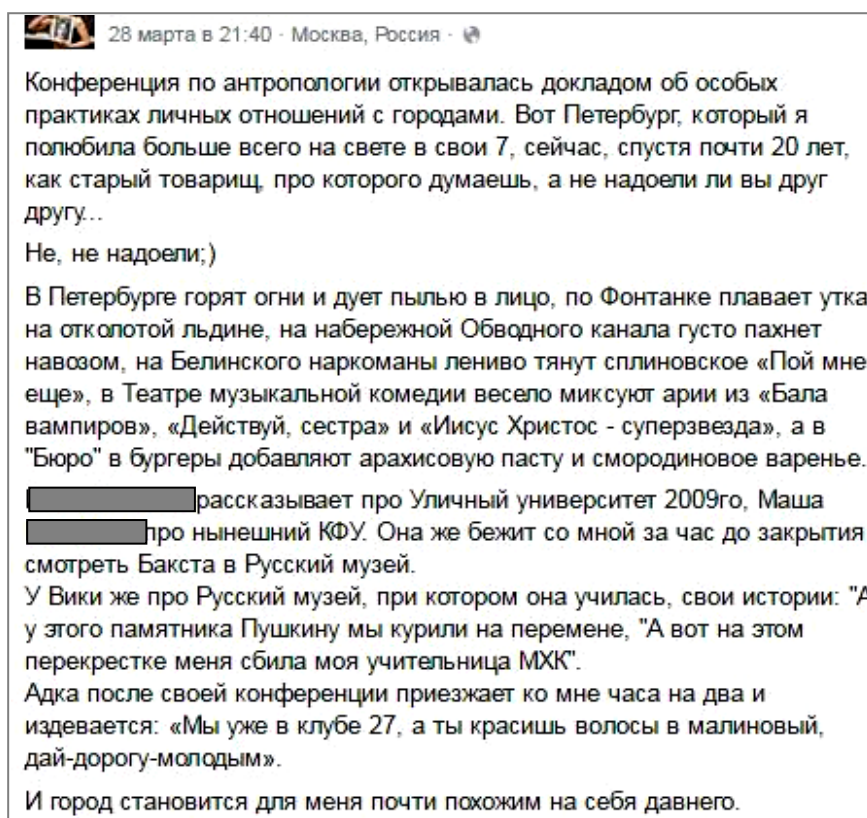 28 марта в 21:40 · Москва, Россия ·
Конференция по антропологии открывалась докладом об особых
практиках личных отношений с городами. Вот Петербург, который я
полюбила больше всего на свете в свои 7, сейчас, спустя почти 20 лет,
как старый товарищ, про которого думаешь, а не надоели ли вы друг
другу...
Не, не надоели;)
В Петербурге горят огни и дует пылью в лицо, по Фонтанке плавает утка
на отколотой льдине, на набережной Обводного канала густо пахнет
навозом, на Белинского наркоманы лениво тянут сплиновское «Пой мне
еще», в Театре музыкальной комедии весело миксуют арии из «Бала
вампиров», «Действуй, сестра» и «Иисус Христос - суперзвезда», а в
"Бюро" в бургеры добавляют арахисовую пасту и смородиновое варенье.
рассказывает про Уличный университет 2009го, Маша
про нынешний КФУ. Она же бежит со мной за час до закрытия
смотреть Бакста в Русский музей.
У Вики же про Русский музей, при котором она училась, свои истории: "А
у этого памятника Пушкину мы курили на перемене, "А вот на этом
перекрестке меня сбила моя учительница МХК".
Адка после своей конференции приезжает ко мне часа на два и
издевается: «Мы уже в клубе 27, а ты красишь волосы в малиновый,
дай-дорогу-молодым».
И город становится для меня почти похожим на себя давнего.